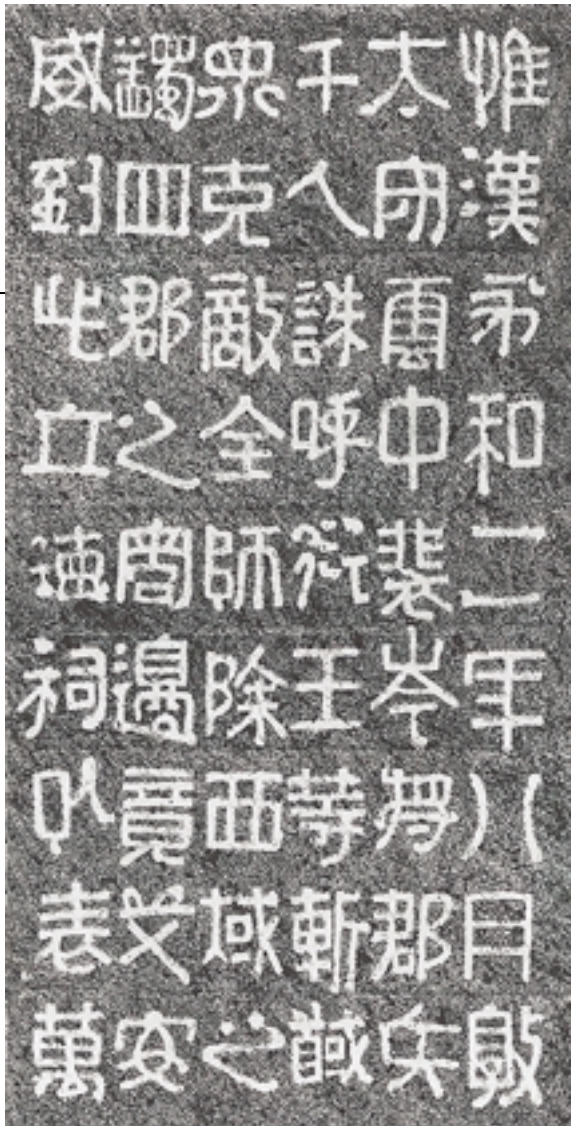 惟漢永和二年八月敦
太守雲中裴岑將郡兵
千人誅呼衍王等斬馘
眾克敵全師除西域之
蠲四郡之害邊竟艾安
威到此立德祠以表萬